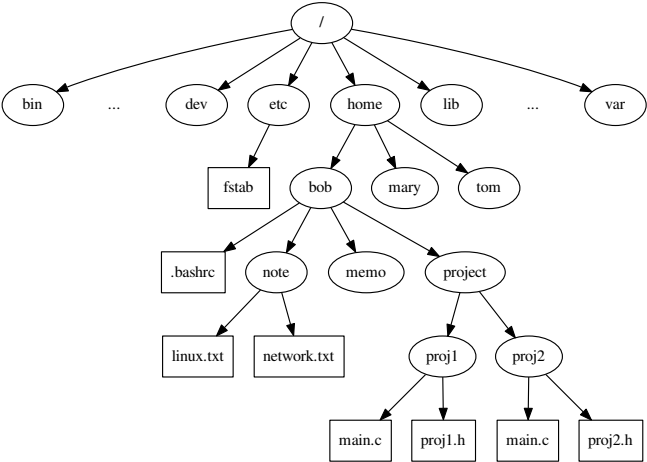 /
bin ... dev etc home lib ... var
fstab bob mary tom
.bashrc note memo project
linux.txt network.txt proj1 proj2
main.c proj1.h main.c proj2.h